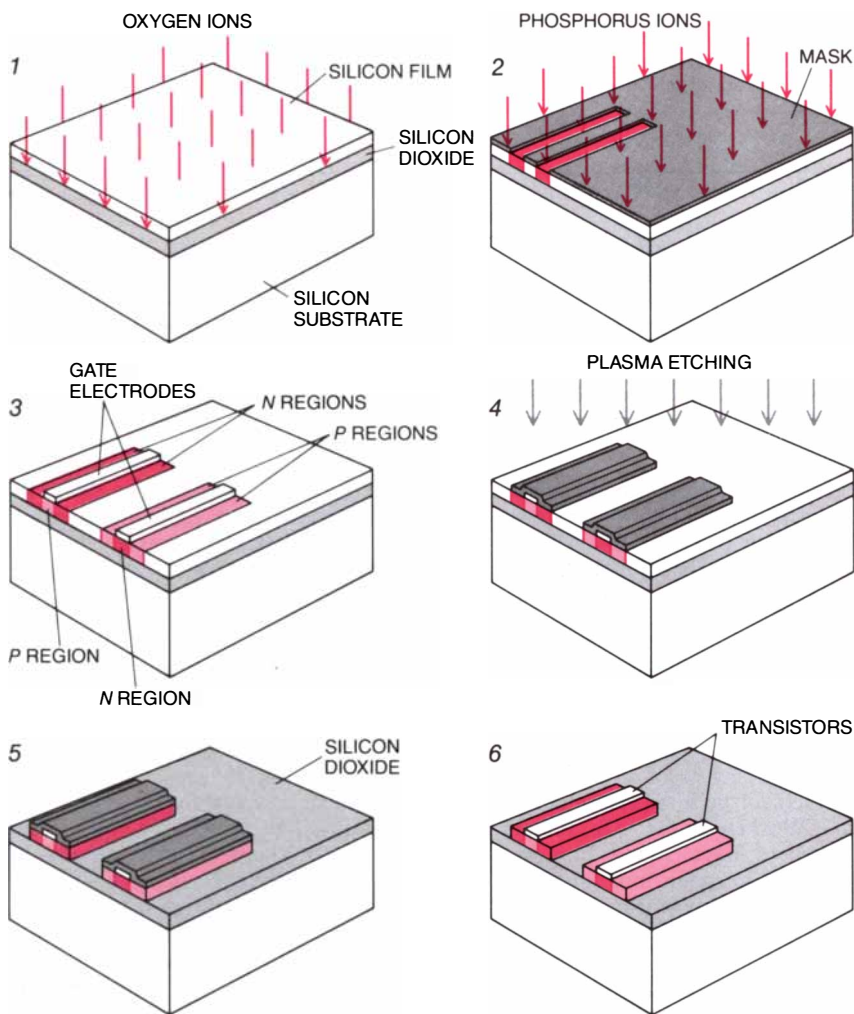 OXYGEN IONS
1
SILICON FILM
SILICON
DIOXIDE
SILICON
SUBSTRATE
PHOSPHORUS IONS
2
MASK
3
GATE
ELECTRODES
N REGIONS
P REGIONS
P REGION
N REGION
PLASMA ETCHING
4
5
SILICON
DIOXIDE
6
TRANSISTORS